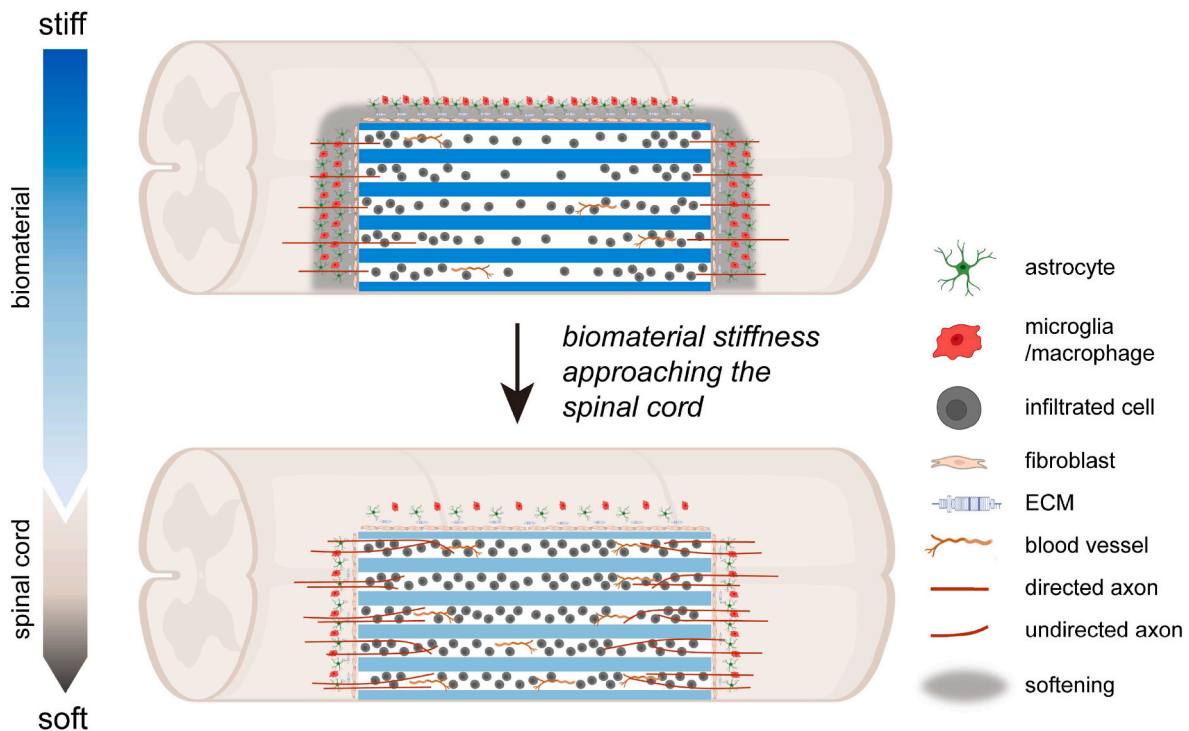 stiff
biomaterial
spinal cord
soft
biomaterial stiffness
approaching the
spinal cord
astrocyte
microglia
/macrophage
infiltrated cell
fibroblast
ECM
blood vessel
directed axon
undirected axon
softening